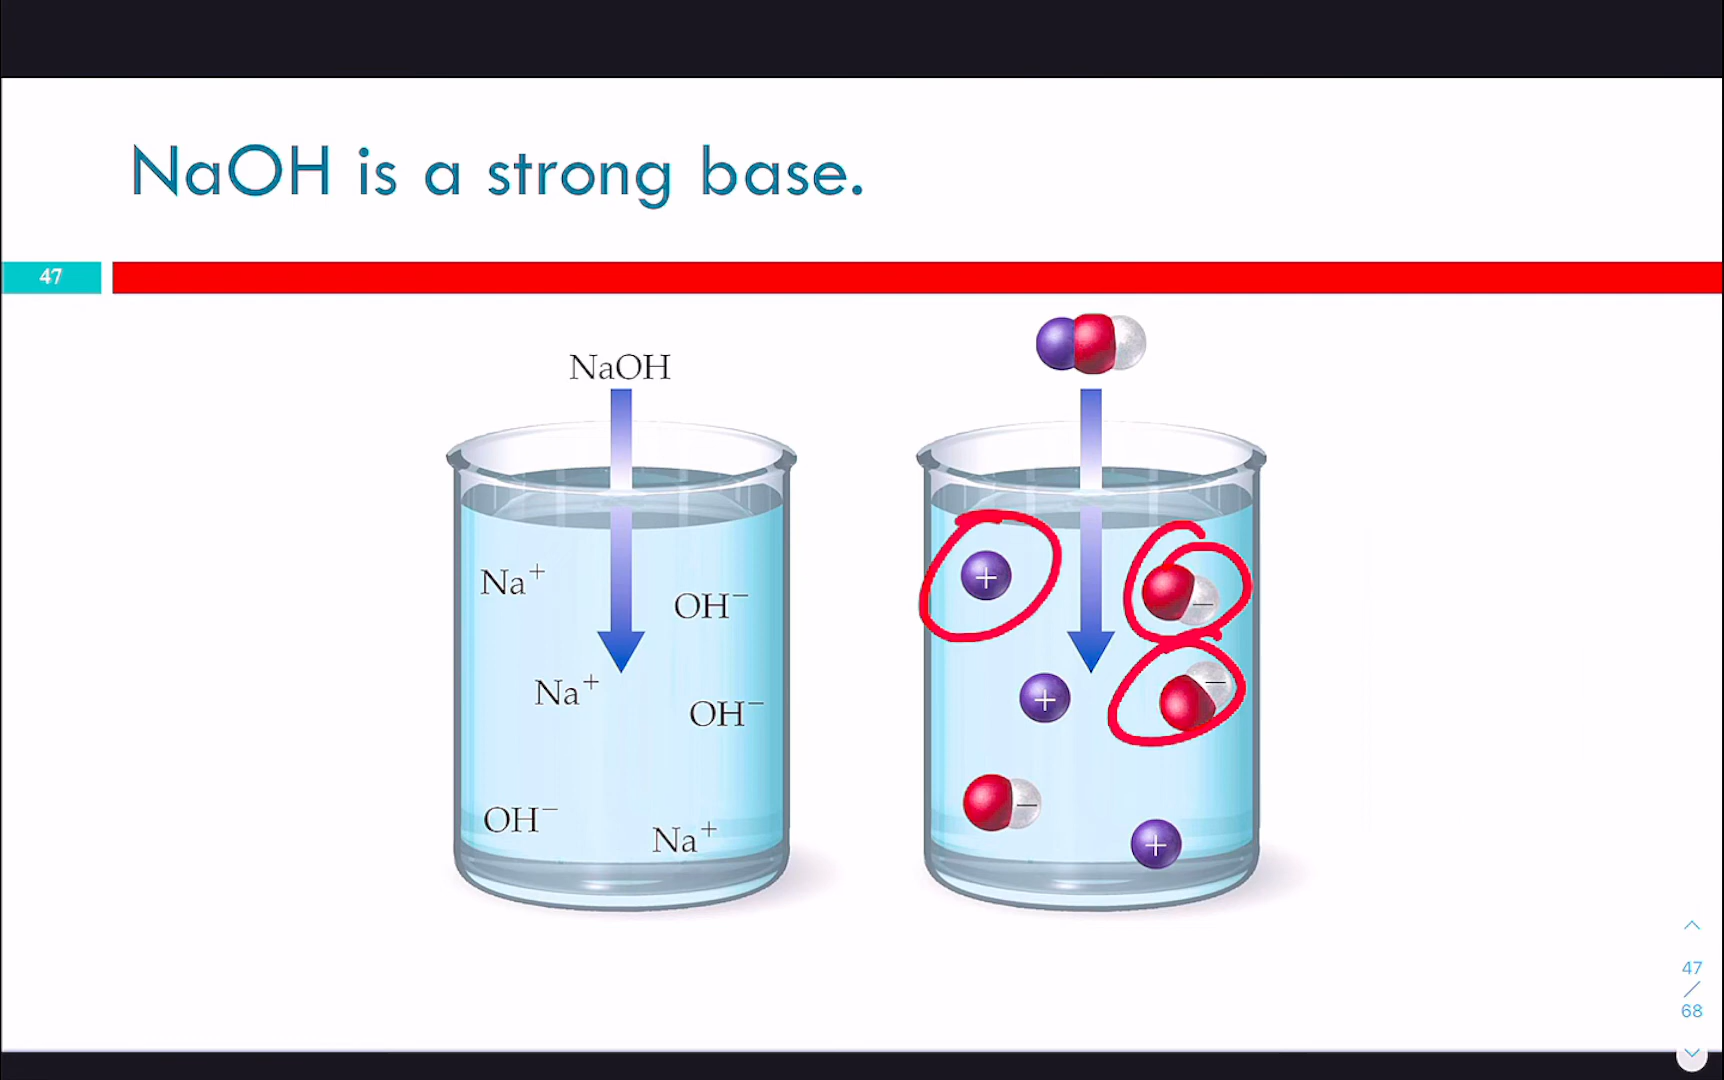 NaOH is a strong base.
47
NaOH
Na⁺
OH⁻
Na⁺
OH⁻
OH⁻
Na⁺
+
−
−
+
−
+
47
/
68